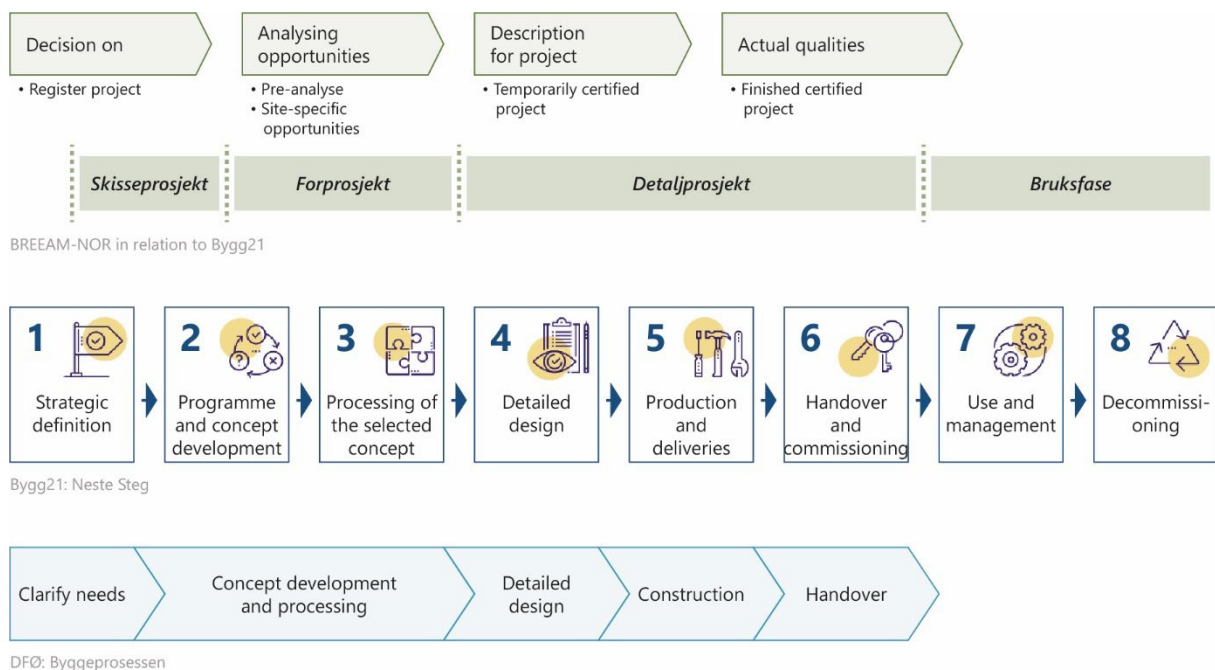 Decision on
Analysing
opportunities
Description
for project
Actual qualities
• Register project
• Pre-analyse
• Site-specific
opportunities
• Temporarily certified
project
• Finished certified
project
Skisseprosjekt
Forprosjekt
Detaljprosjekt
Bruksfase
BREEAM-NOR in relation to Bygg21
1
Strategic
definition
2
Programme
and concept
development
3
Processing of
the selected
concept
4
Detailed
design
5
Production
and
deliveries
6
Handover
and
commissioning
7
Use and
management
8
Decommissi-
oning
Bygg21: Neste Steg
Clarify needs
Concept development
and processing
Detailed
design
Construction
Handover
DFØ: Byggeprosessen